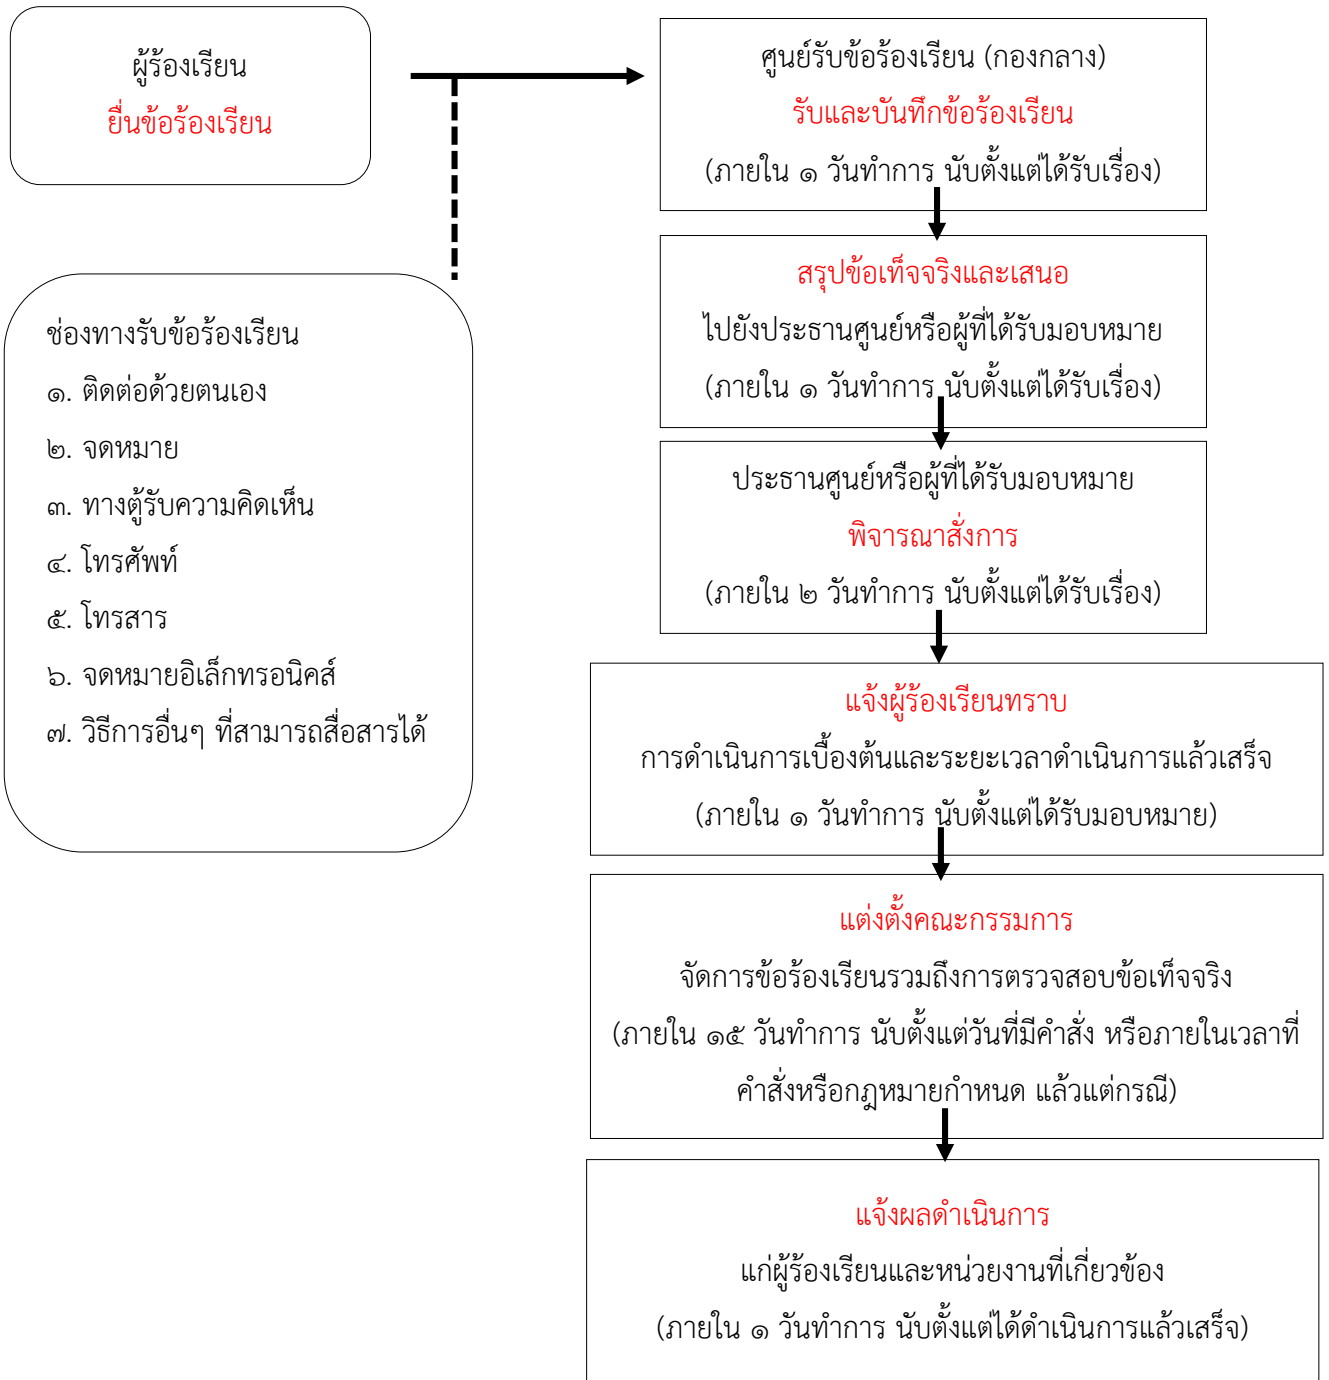 ผู้ร้องเรียน
ยื่นข้อร้องเรียน
ช่องทางรับข้อร้องเรียน
๑. ติดต่อด้วยตนเอง
๒. จดหมาย
๓. ทางตู้รับความคิดเห็น
๔. โทรศัพท์
๕. โทรสาร
๖. จดหมายอิเล็กทรอนิคส์
๗. วิธีการอื่นๆ ที่สามารถสื่อสารได้
ศูนย์รับข้อร้องเรียน (กองกลาง)
รับและบันทึกข้อร้องเรียน
(ภายใน ๑ วันทำการ นับตั้งแต่ได้รับเรื่อง)
สรุปข้อเท็จจริงและเสนอ
ไปยังประธานศูนย์หรือผู้ที่ได้รับมอบหมาย
(ภายใน ๑ วันทำการ นับตั้งแต่ได้รับเรื่อง)
ประธานศูนย์หรือผู้ที่ได้รับมอบหมาย
พิจารณาสั่งการ
(ภายใน ๒ วันทำการ นับตั้งแต่ได้รับเรื่อง)
แจ้งผู้ร้องเรียนทราบ
การดำเนินการเบื้องต้นและระยะเวลาดำเนินการแล้วเสร็จ
(ภายใน ๑ วันทำการ นับตั้งแต่ได้รับมอบหมาย)
แต่งตั้งคณะกรรมการ
จัดการข้อร้องเรียนรวมถึงการตรวจสอบข้อเท็จจริง
(ภายใน ๑๕ วันทำการ นับตั้งแต่วันที่มีคำสั่ง หรือภายในเวลาที่
คำสั่งหรือกฎหมายกำหนด แล้วแต่กรณี)
แจ้งผลดำเนินการ
แก่ผู้ร้องเรียนและหน่วยงานที่เกี่ยวข้อง
(ภายใน ๑ วันทำการ นับตั้งแต่ได้ดำเนินการแล้วเสร็จ)